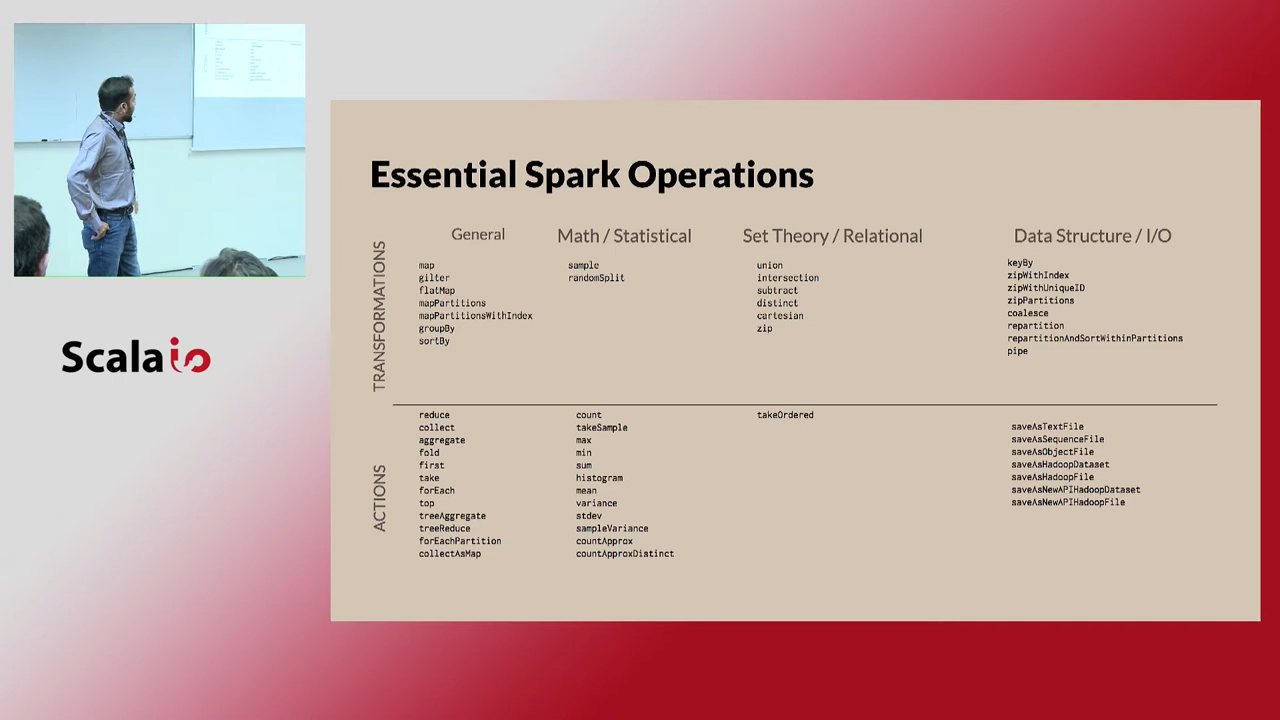 Essential Spark Operations
General
Math / Statistical
Set Theory / Relational
Data Structure / I/O
TRANSFORMATIONS
map
gilter
flatMap
mapPartitions
mapPartitionsWithIndex
groupBy
sortBy
sample
randomSplit
union
intersection
subtract
distinct
cartesian
zip
keyBy
zipWithIndex
zipWithUniqueID
zipPartitions
coalesce
repartition
repartitionAndSortWithinPartitions
pipe
ACTIONS
reduce
collect
aggregate
fold
first
take
forEach
top
treeAggregate
treeReduce
forEachPartition
collectAsMap
count
takeSample
max
min
sum
histogram
mean
variance
stdev
sampleVariance
countApprox
countApproxDistinct
takeOrdered
saveAsTextFile
saveAsSequenceFile
saveAsObjectFile
saveAsHadoopDataset
saveAsHadoopFile
saveAsNewAPIHadoopDataset
saveAsNewAPIHadoopFile
Scala io